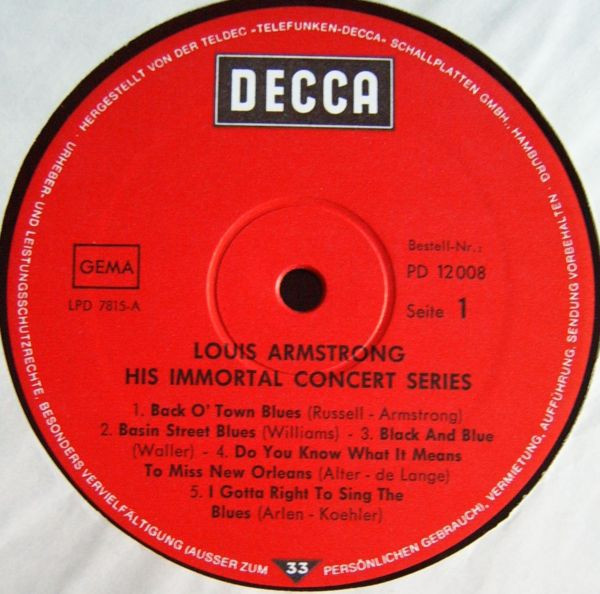 URHEBER- UND LEISTUNGSSCHUTZRECHTE, BESONDERS VERVIELFÄLTIGUNG (AUSSER ZUM PERSÖNLICHEN GEBRAUCH), VERMIETUNG, AUFFÜHRUNG, SENDUNG VORBEHALTEN · HERGESTELLT VON DER TELDEC »TELEFUNKEN-DECCA« SCHALLPLATTEN GMBH., HAMBURG ·
DECCA
GEMA
LPD 7815-A
Bestell-Nr.:
PD 12 008
Seite 1
LOUIS ARMSTRONG
HIS IMMORTAL CONCERT SERIES
1. Back O' Town Blues (Russell - Armstrong)
2. Basin Street Blues (Williams) - 3. Black And Blue
(Waller) - 4. Do You Know What It Means
To Miss New Orleans (Alter - de Lange)
5. I Gotta Right To Sing The
Blues (Arlen - Koehler)
33